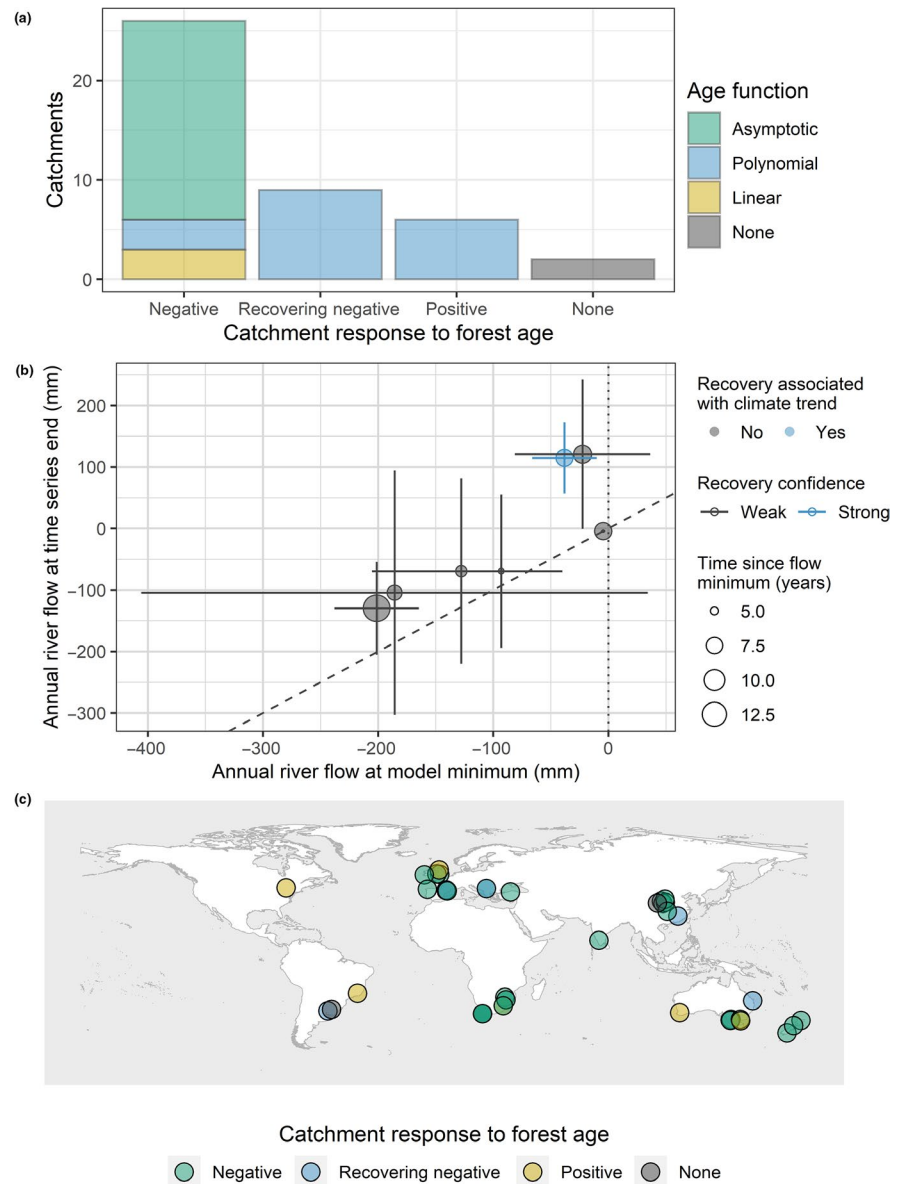 (a)
Catchments
20
10
0
Negative
Recovering negative
Positive
None
Catchment response to forest age
Age function
Asymptotic
Polynomial
Linear
None
(b)
Annual river flow at time series end (mm)
200
100
0
−100
−200
−300
−400
−300
−200
−100
0
Annual river flow at model minimum (mm)
Recovery associated
with climate trend
No
Yes
Recovery confidence
Weak
Strong
Time since flow
minimum (years)
5.0
7.5
10.0
12.5
(c)
Catchment response to forest age
Negative
Recovering negative
Positive
None